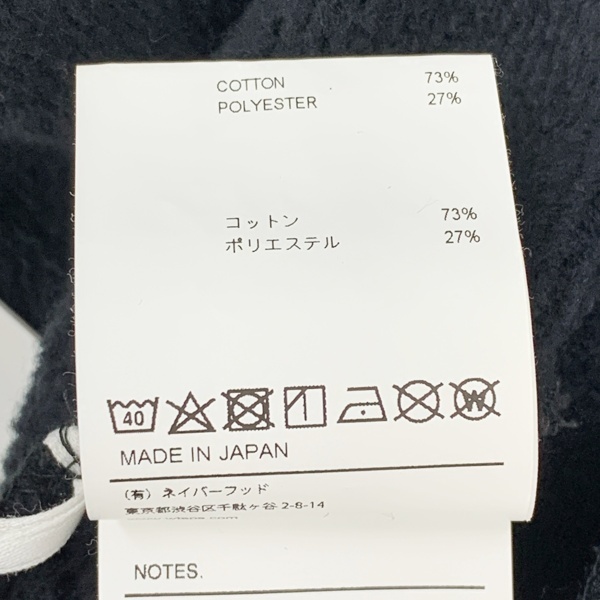 COTTON 73%
POLYESTER 27%
コットン 73%
ポリエステル 27%
40 W
MADE IN JAPAN
(有) ネイバーフッド
東京都渋谷区千駄ヶ谷 2-8-14
NOTES.